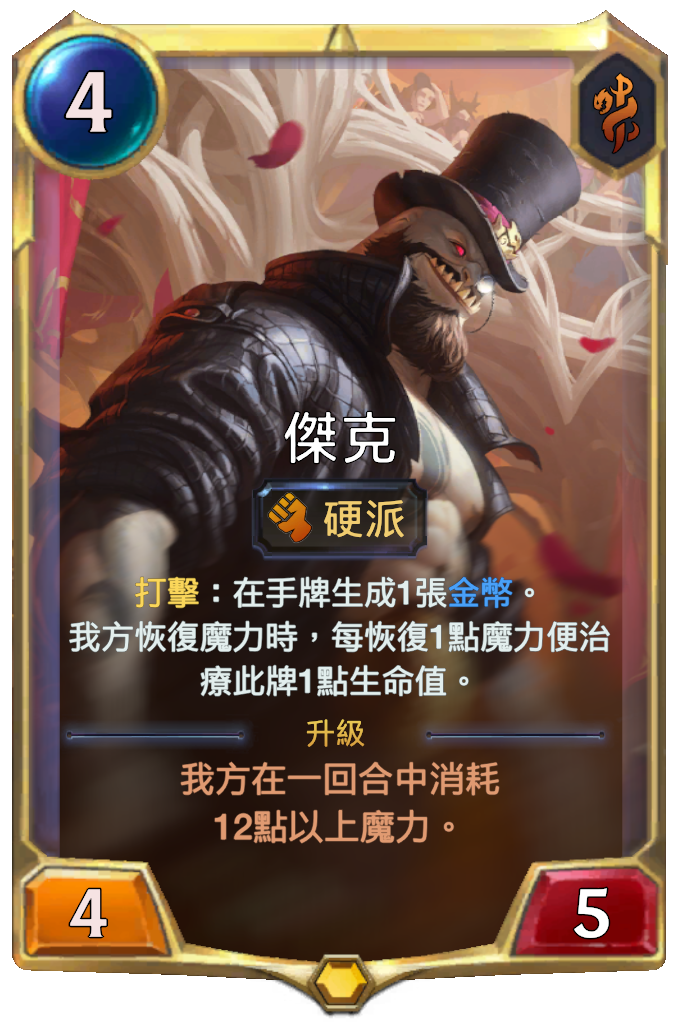 4
傑克
硬派
打擊：在手牌生成1張金幣。
我方恢復魔力時，每恢復1點魔力便治
療此牌1點生命值。
升級
我方在一回合中消耗
12點以上魔力。
4
5